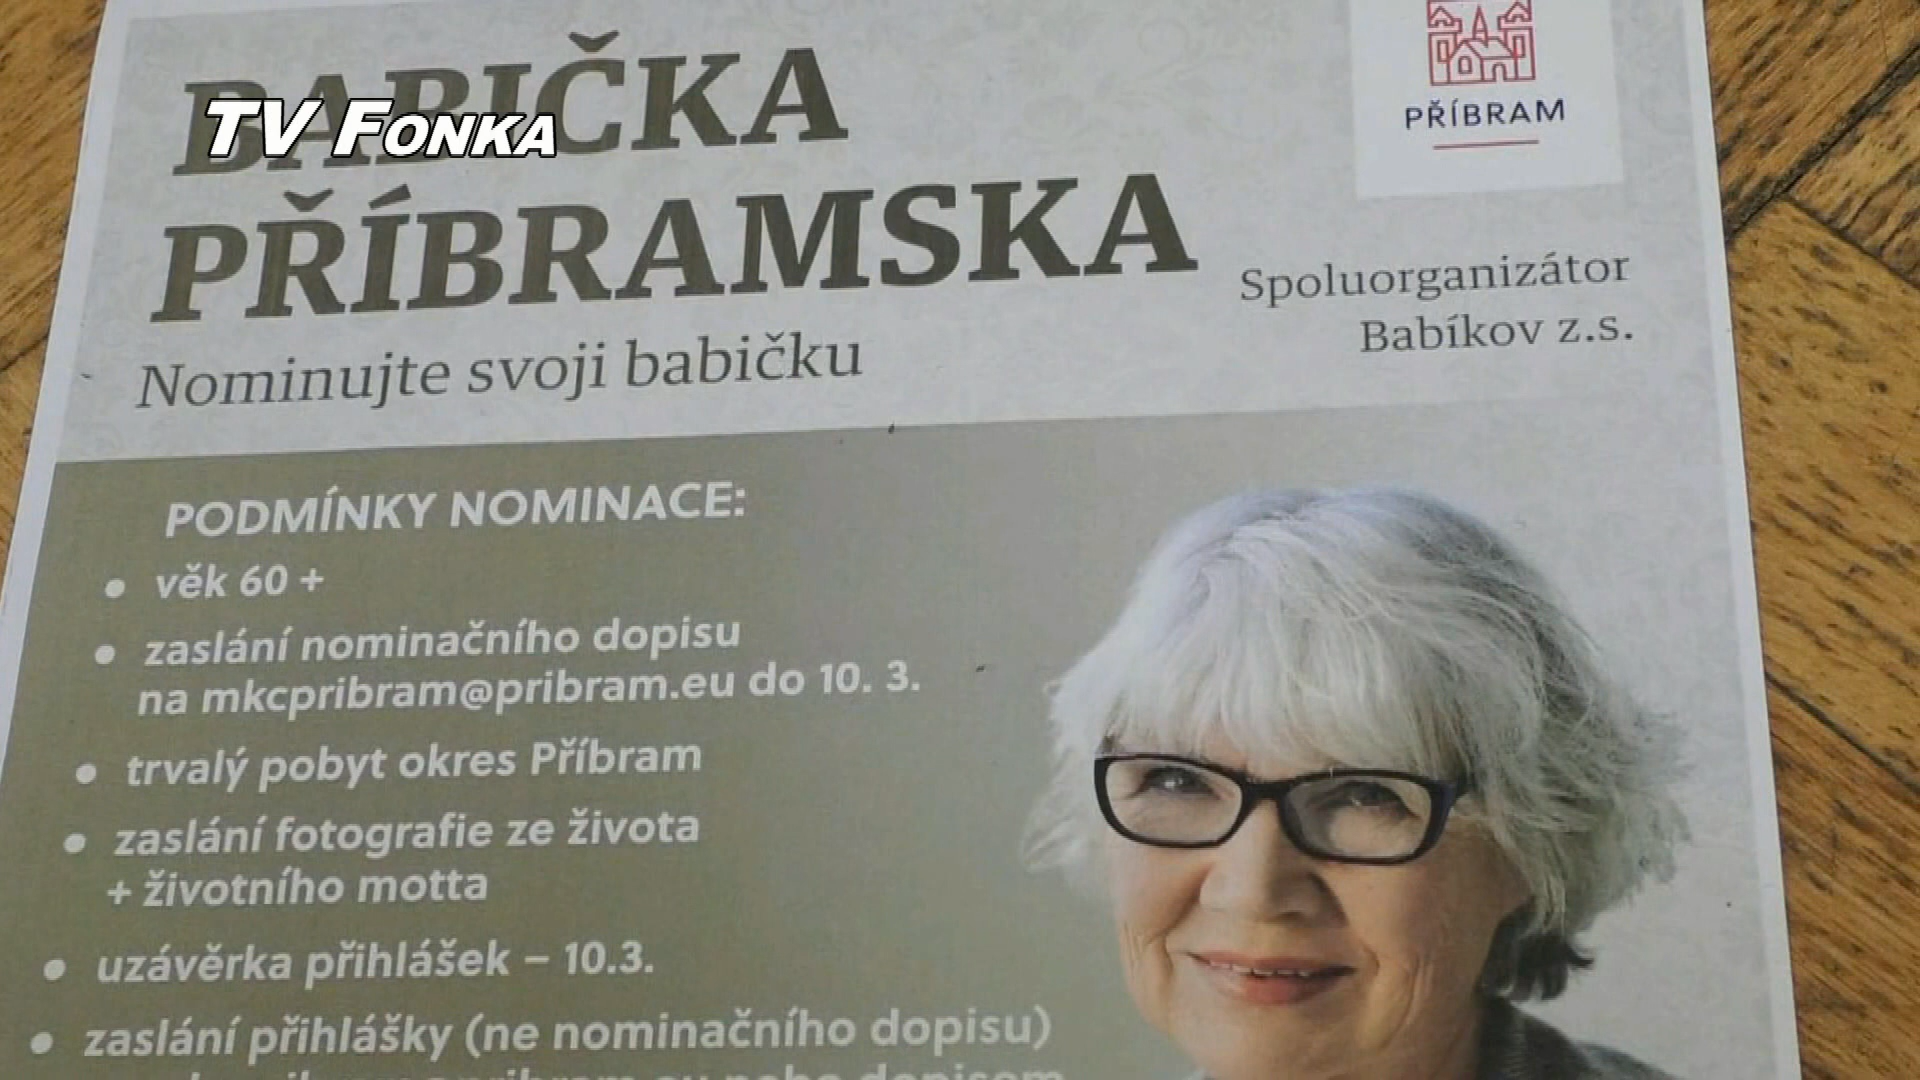 BABIČKA
TV FONKA
PŘÍBRAM
PŘÍBRAMSKA
Spoluorganizátor
Babíkov z.s.
Nominujte svoji babičku
PODMÍNKY NOMINACE:
• věk 60 +
• zaslání nominačního dopisu
na mkcpribram@pribram.eu do 10. 3.
• trvalý pobyt okres Příbram
• zaslání fotografie ze života
+ životního motta
• uzávěrka přihlášek – 10.3.
• zaslání přihlášky (ne nominačního dopisu)
nebo dopisem